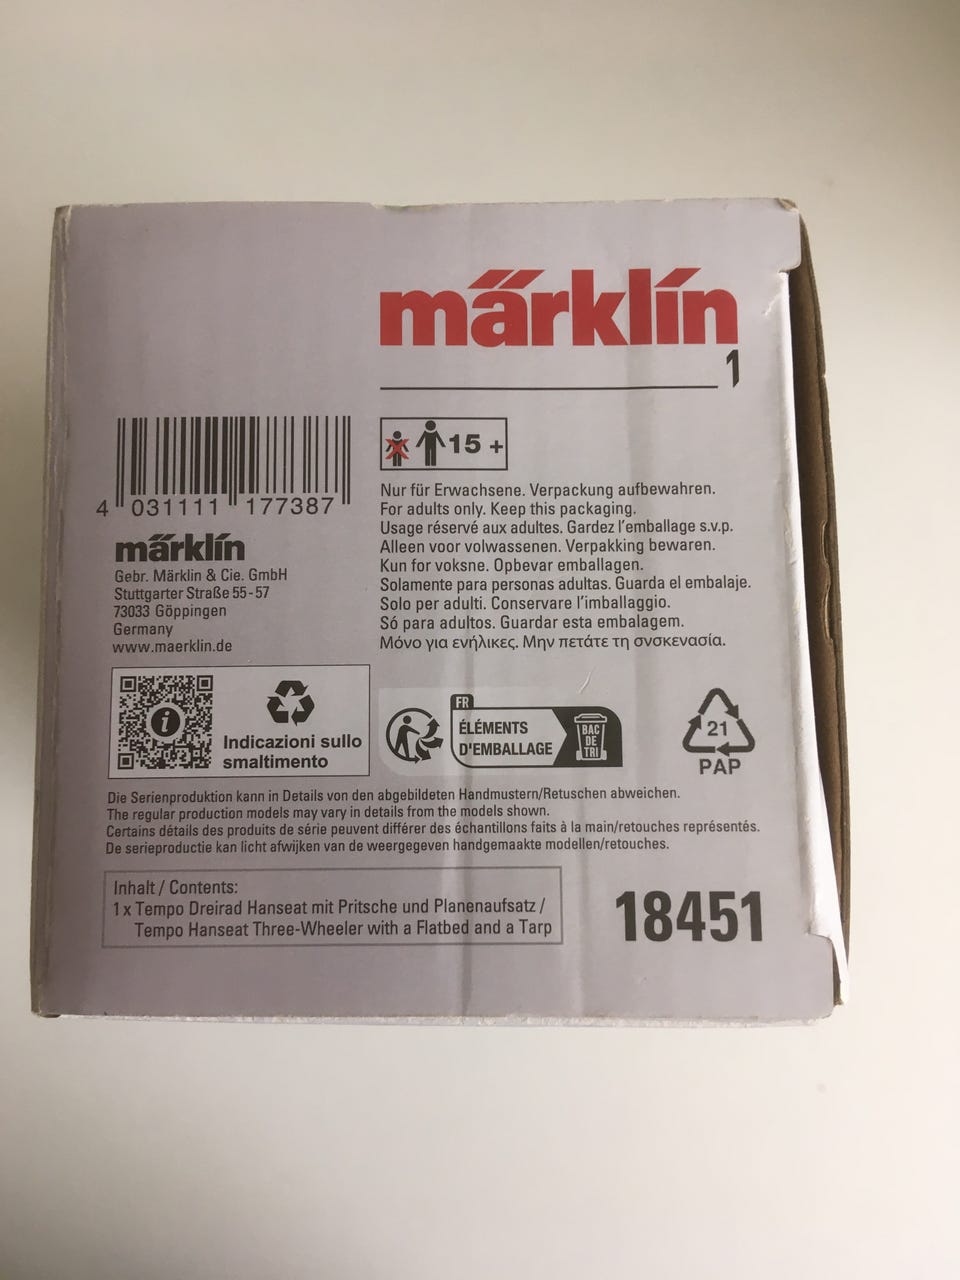 märklin
1
4 031111 177387
15 +
Nur für Erwachsene. Verpackung aufbewahren.
For adults only. Keep this packaging.
Usage réservé aux adultes. Gardez l'emballage s.v.p.
Alleen voor volwassenen. Verpakking bewaren.
Kun for voksne. Opbevar emballagen.
Solamente para personas adultas. Guarda el embalaje.
Solo per adulti. Conservare l'imballaggio.
Só para adultos. Guardar esta embalagem.
Μόνο για ενήλικες. Μην πετάτε τη σνσκενασία.
märklin
Gebr. Märklin & Cie. GmbH
Stuttgarter Straße 55-57
73033 Göppingen
Germany
www.maerklin.de
i
Indicazioni sullo
smaltimento
FR
ÉLÉMENTS
D'EMBALLAGE
BAC
DE
TRI
21
PAP
Die Serienproduktion kann in Details von den abgebildeten Handmustern/Retuschen abweichen.
The regular production models may vary in details from the models shown.
Certains détails des produits de série peuvent différer des échantillons faits à la main/retouches représentés.
De serieproductie kan licht afwijken van de weergegeven handgemaakte modellen/retouches.
Inhalt / Contents:
1 x Tempo Dreirad Hanseat mit Pritsche und Planenaufsatz /
Tempo Hanseat Three-Wheeler with a Flatbed and a Tarp
18451